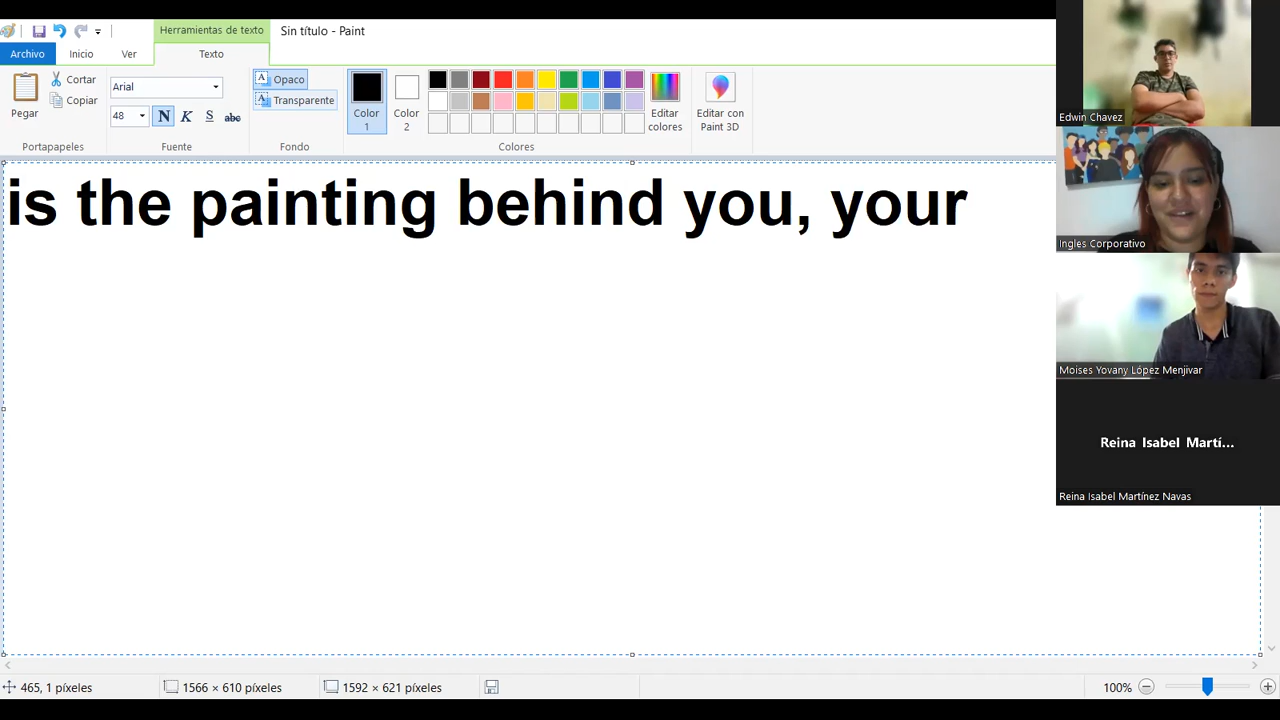 Herramientas de texto
Sin título - Paint
Archivo
Inicio
Ver
Texto
Pegar
Cortar
Copiar
Portapapeles
Arial
48
N K S abc
Fuente
Opaco
Transparente
Fondo
Color 1
Color 2
Editar colores
Colores
Editar con Paint 3D
is the painting behind you, your
Edwin Chavez
Ingles Corporativo
Moises Yovany López Menjivar
Reina Isabel Martí...
Reina Isabel Martínez Navas
465, 1 píxeles
1566 × 610 píxeles
1592 × 621 píxeles
100%